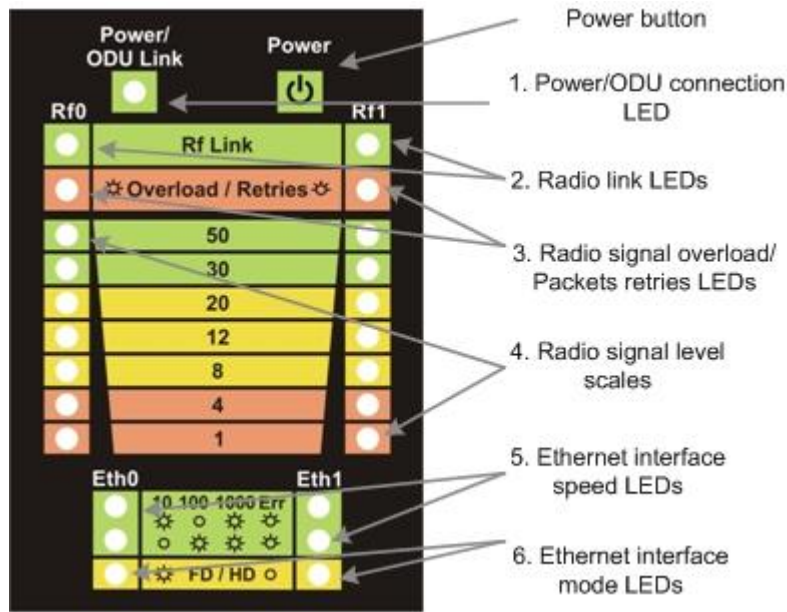 Power/
ODU Link
Power
Rf0
Rf1
Rf Link
Overload / Retries
50
30
20
12
8
4
1
Eth0
Eth1
10 100 1000 Err
FD / HD
Power button
1. Power/ODU connection
LED
2. Radio link LEDs
3. Radio signal overload/
Packets retries LEDs
4. Radio signal level
scales
5. Ethernet interface
speed LEDs
6. Ethernet interface
mode LEDs